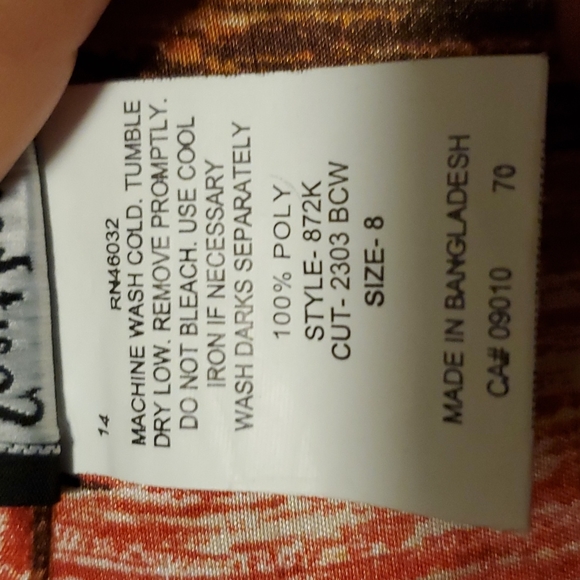 14
RN46032
MACHINE WASH COLD. TUMBLE
DRY LOW. REMOVE PROMPTLY.
DO NOT BLEACH. USE COOL
IRON IF NECESSARY
WASH DARKS SEPARATELY
100% POLY
STYLE- 872K
CUT- 2303 BCW
SIZE- 8
MADE IN BANGLADESH
CA# 09010 70